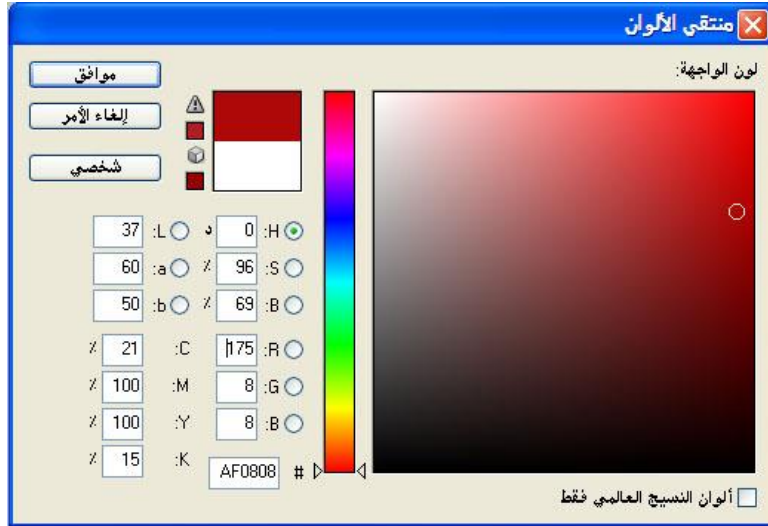 منتقي الألوان
لون الواجهة:
موافق
إلغاء الأمر
شخصي
H: 0 د
L: 37
S: 96 ٪
a: 60
B: 69 ٪
b: 50
R: 175
C: 21 ٪
G: 8
M: 100 ٪
B: 8
Y: 100 ٪
# AF0808
K: 15 ٪
ألوان النسيج العالمي فقط